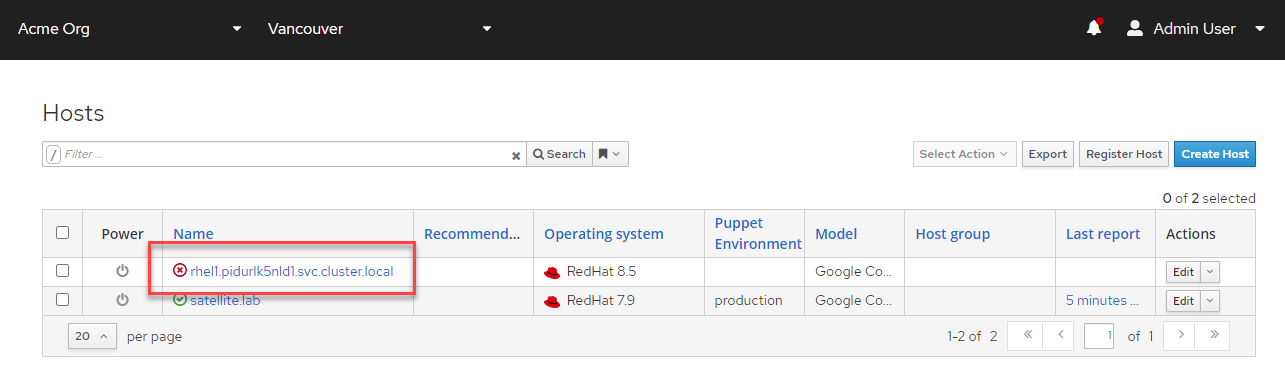 Acme Org Vancouver Admin User
Hosts
/ Filter ... Search
Select Action Export Register Host Create Host
0 of 2 selected
Power Name Recommend... Operating system Puppet Environment Model Host group Last report Actions
rhel1.pidurlk5nld1.svc.cluster.local RedHat 8.5 Google Co... Edit
satellite.lab RedHat 7.9 production Google Co... 5 minutes ... Edit
20 per page 1-2 of 2 1 of 1